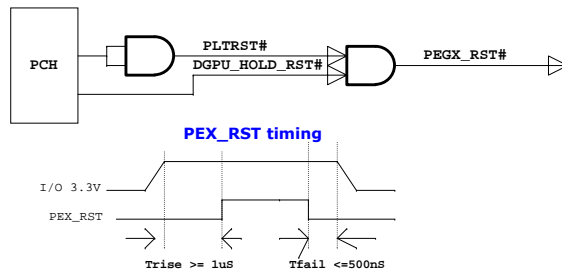 PLTRST#
PCH
DGPU_HOLD_RST#
PEGX_RST#
PEX_RST timing
I/O 3.3V
PEX_RST
Trise >= 1uS
Tfail <=500nS